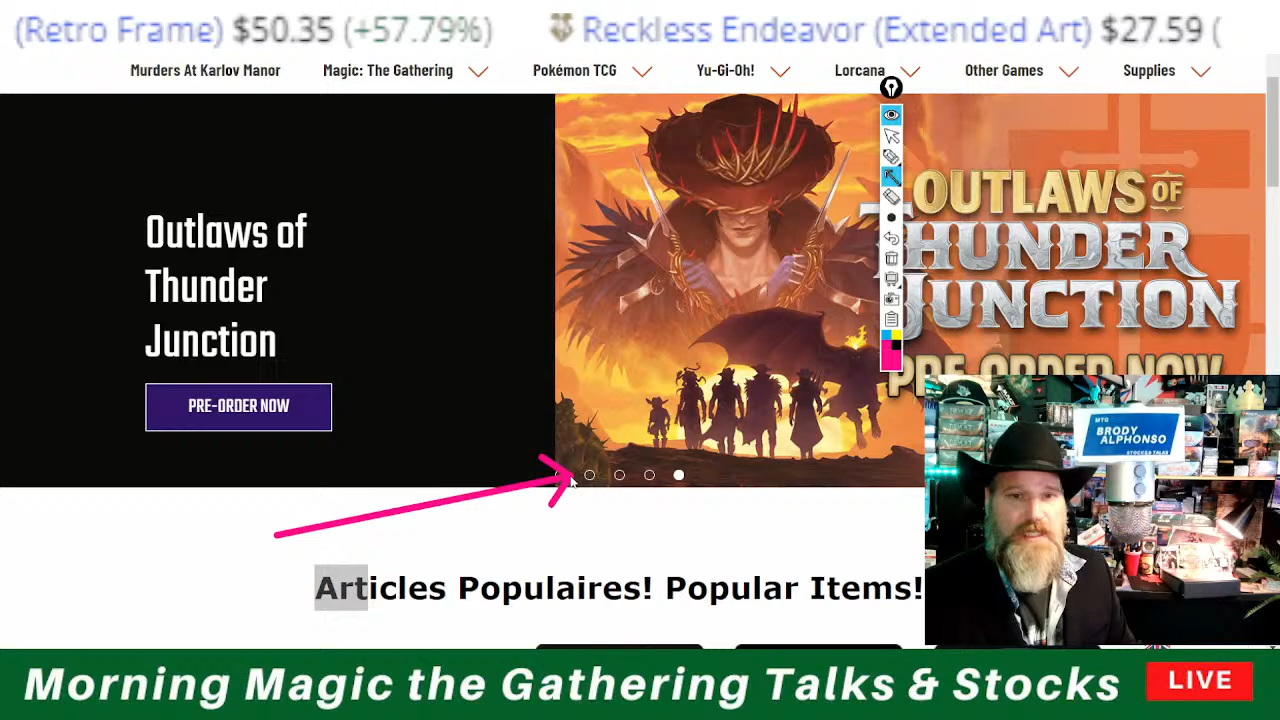 (Retro Frame) $50.35 (+57.79%) Reckless Endeavor (Extended Art) $27.59 (
Murders At Karlov Manor Magic: The Gathering Pokémon TCG Yu-Gi-Oh! Lorcana Other Games Supplies
Outlaws of
Thunder
Junction
PRE-ORDER NOW
OUTLAWS OF
THUNDER
JUNCTION
PRE-ORDER NOW
MTG
BRODY
ALPHONSO
STOCKS & TALKS
Articles Populaires! Popular Items!
Morning Magic the Gathering Talks & Stocks
LIVE